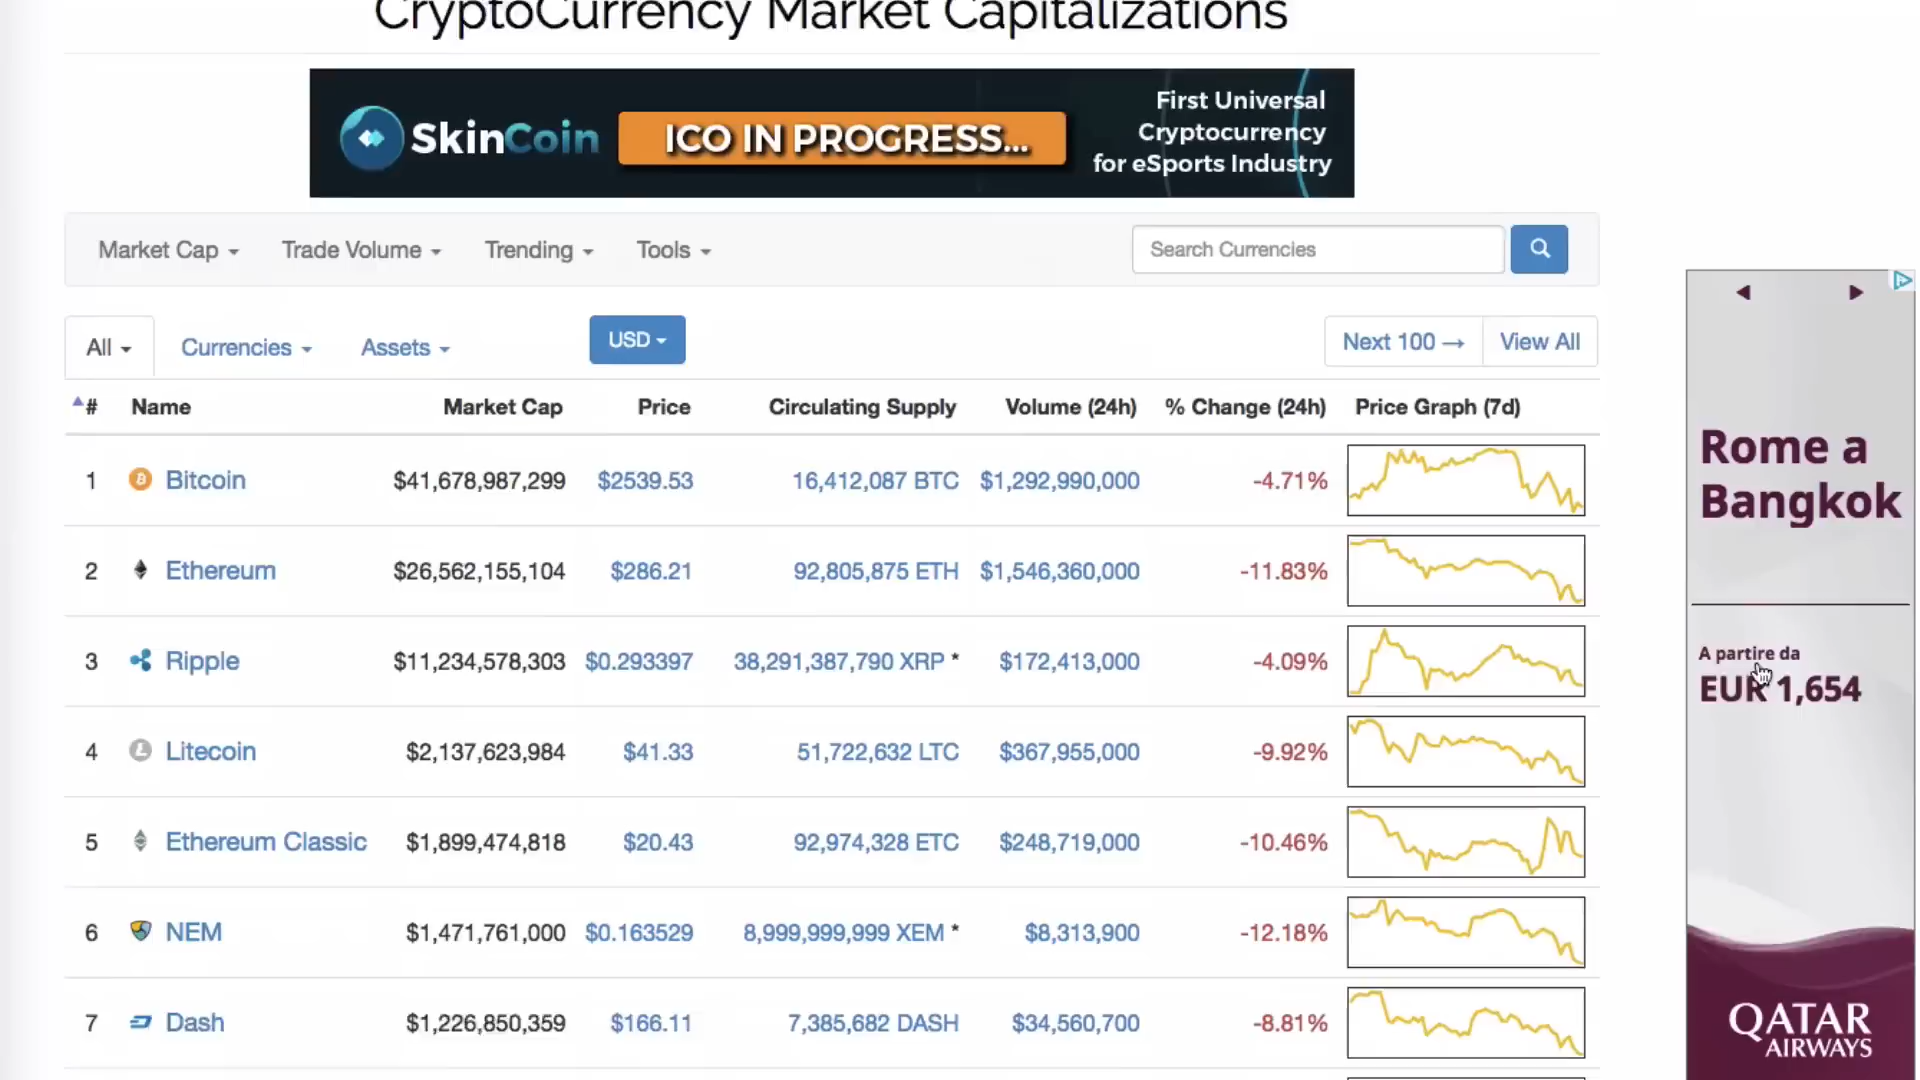 CryptoCurrency Market Capitalizations
SkinCoin
ICO IN PROGRESS...
First Universal
Cryptocurrency
for eSports Industry
Market Cap Trade Volume Trending Tools Search Currencies
All Currencies Assets USD Next 100 → View All
# Name Market Cap Price Circulating Supply Volume (24h) % Change (24h) Price Graph (7d)
1 Bitcoin $41,678,987,299 $2539.53 16,412,087 BTC $1,292,990,000 -4.71%
2 Ethereum $26,562,155,104 $286.21 92,805,875 ETH $1,546,360,000 -11.83%
3 Ripple $11,234,578,303 $0.293397 38,291,387,790 XRP * $172,413,000 -4.09%
4 Litecoin $2,137,623,984 $41.33 51,722,632 LTC $367,955,000 -9.92%
5 Ethereum Classic $1,899,474,818 $20.43 92,974,328 ETC $248,719,000 -10.46%
6 NEM $1,471,761,000 $0.163529 8,999,999,999 XEM * $8,313,900 -12.18%
7 Dash $1,226,850,359 $166.11 7,385,682 DASH $34,560,700 -8.81%
Rome a
Bangkok
A partire da
EUR 1,654
QATAR
AIRWAYS